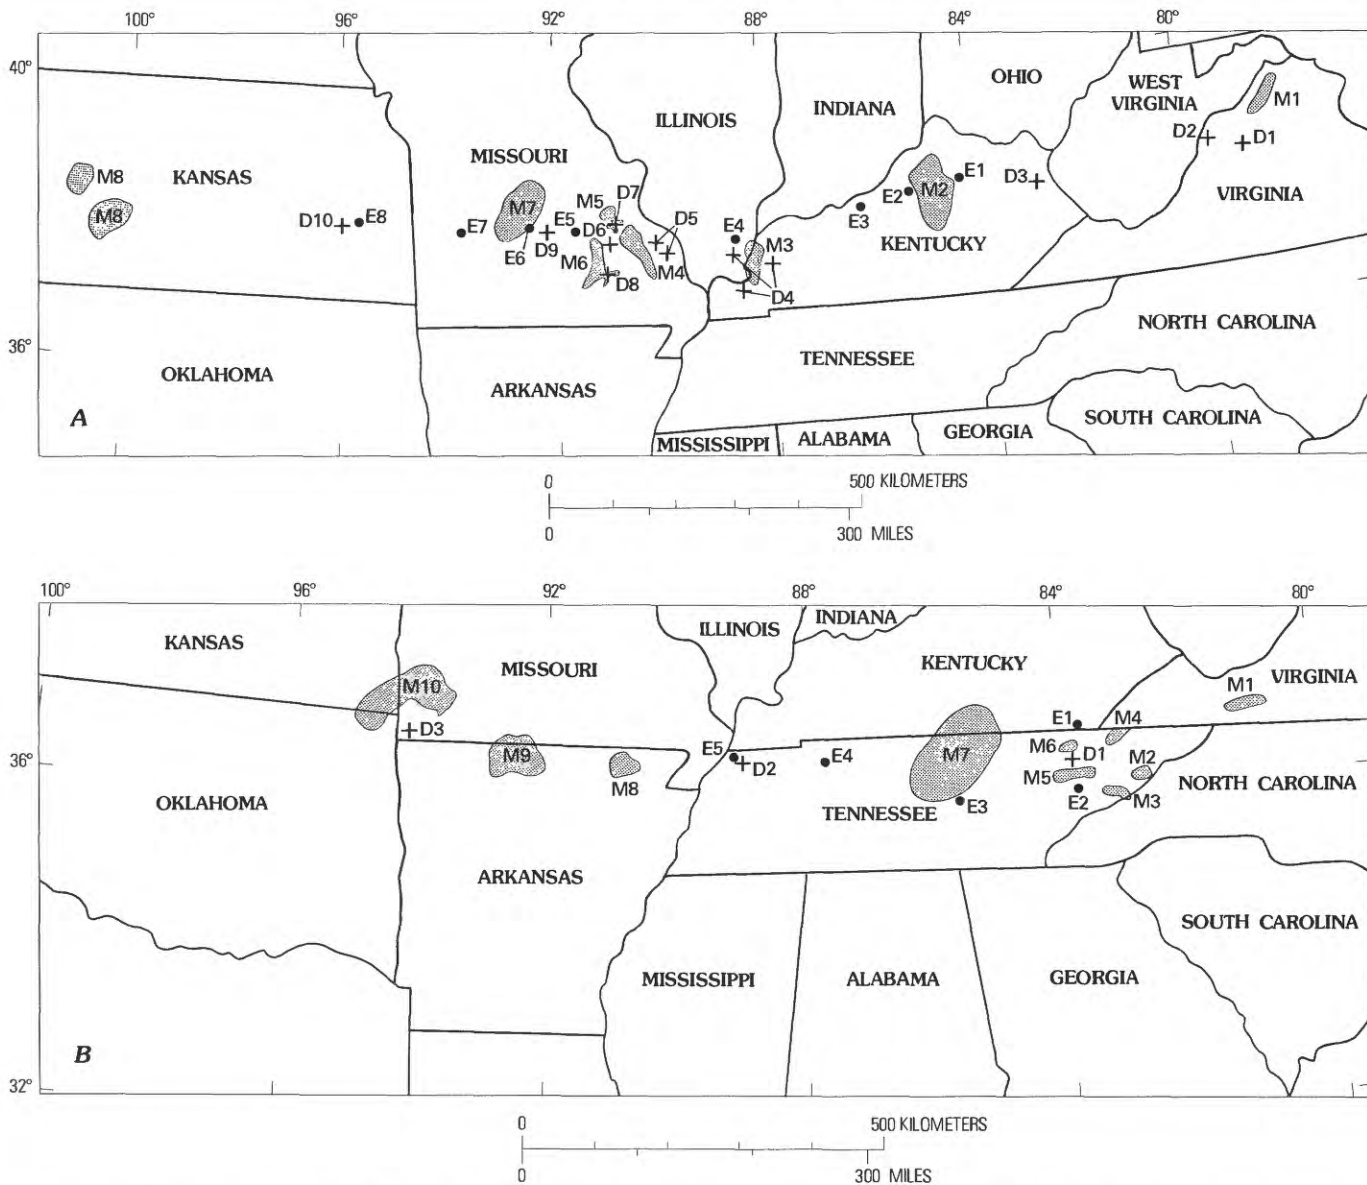 100° 96° 92° 88° 84° 80°
40°
OHIO
WEST
VIRGINIA
M1
INDIANA
ILLINOIS
D2 D1
MISSOURI
M8 KANSAS
M5 D7
E1
D3
VIRGINIA
M7 E2 M2
M8
D10 E8 E7 E5 D6 D5 E4 E3
M3 KENTUCKY
E6 D9 M6 M4
D8 D4
NORTH CAROLINA
36°
TENNESSEE
OKLAHOMA ARKANSAS
A SOUTH CAROLINA
MISSISSIPPI ALABAMA GEORGIA
0 500 KILOMETERS
0 300 MILES
100° 96° 92° 88° 84° 80°
KANSAS ILLINOIS INDIANA
MISSOURI KENTUCKY VIRGINIA
M10 M1
D3 E1 M4
36° M9 E5 E4 M7 M6 D1 M2
M8 D2 M5
OKLAHOMA E3 E2 M3 NORTH CAROLINA
TENNESSEE
ARKANSAS
SOUTH CAROLINA
MISSISSIPPI ALABAMA GEORGIA
B
32°
0 500 KILOMETERS
0 300 MILES